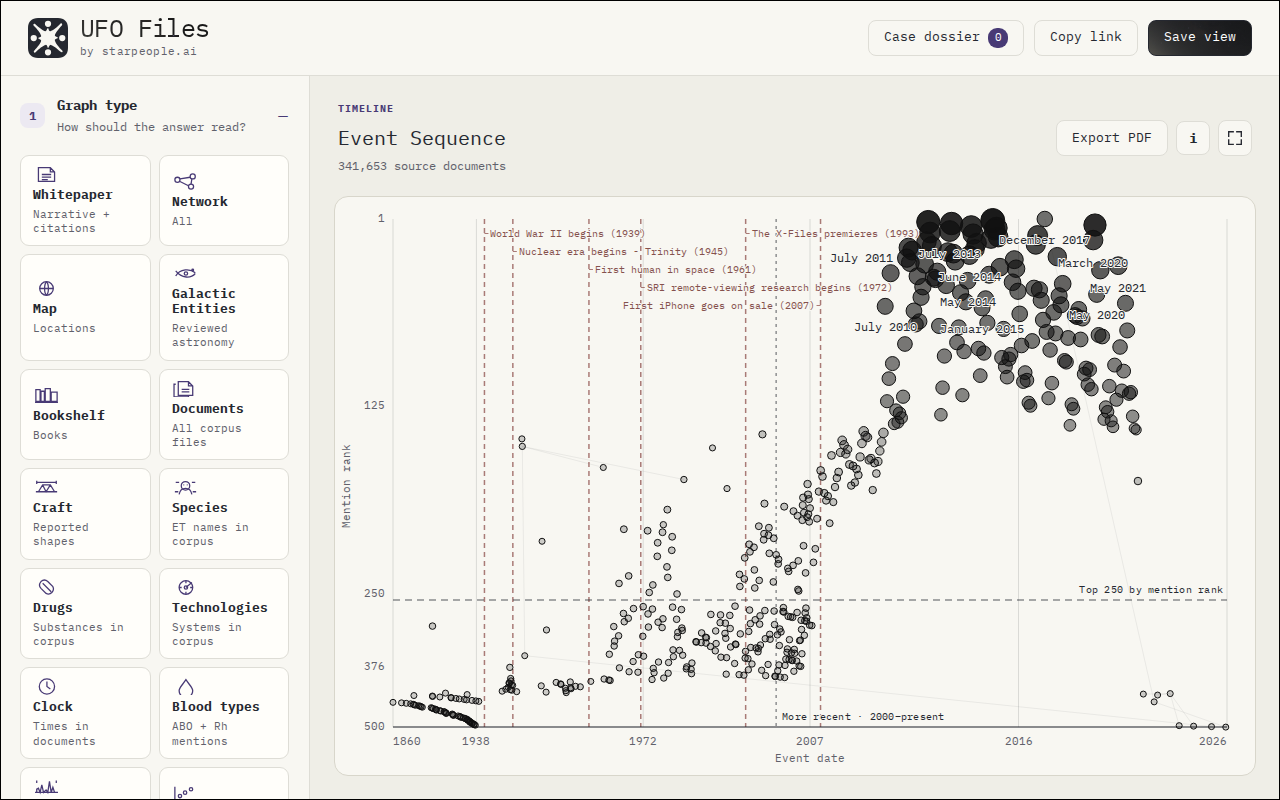 UFO Files
by starpeople.ai
Case dossier 0
Copy link
Save view
1
Graph type
How should the answer read?
—
Whitepaper
Narrative +
citations
Network
All
Map
Locations
Galactic
Entities
Reviewed
astronomy
Bookshelf
Books
Documents
All corpus
files
Craft
Reported
shapes
Species
ET names in
corpus
Drugs
Substances in
corpus
Technologies
Systems in
corpus
Clock
Times in
documents
Blood types
ABO + Rh
mentions
TIMELINE
Event Sequence
341,653 source documents
Export PDF
i
1
125
250
376
500
Mention rank
World War II begins (1939)
Nuclear era begins - Trinity (1945)
First human in space (1961)
SRI remote-viewing research begins (1972)
First iPhone goes on sale (2007)
The X-Files premieres (1993)
July 2011
July 2013
December 2017
June 2014
March 2020
May 2014
May 2021
July 2010
January 2015
May 2020
Top 250 by mention rank
More recent · 2000–present
1860
1938
1972
2007
2016
2026
Event date